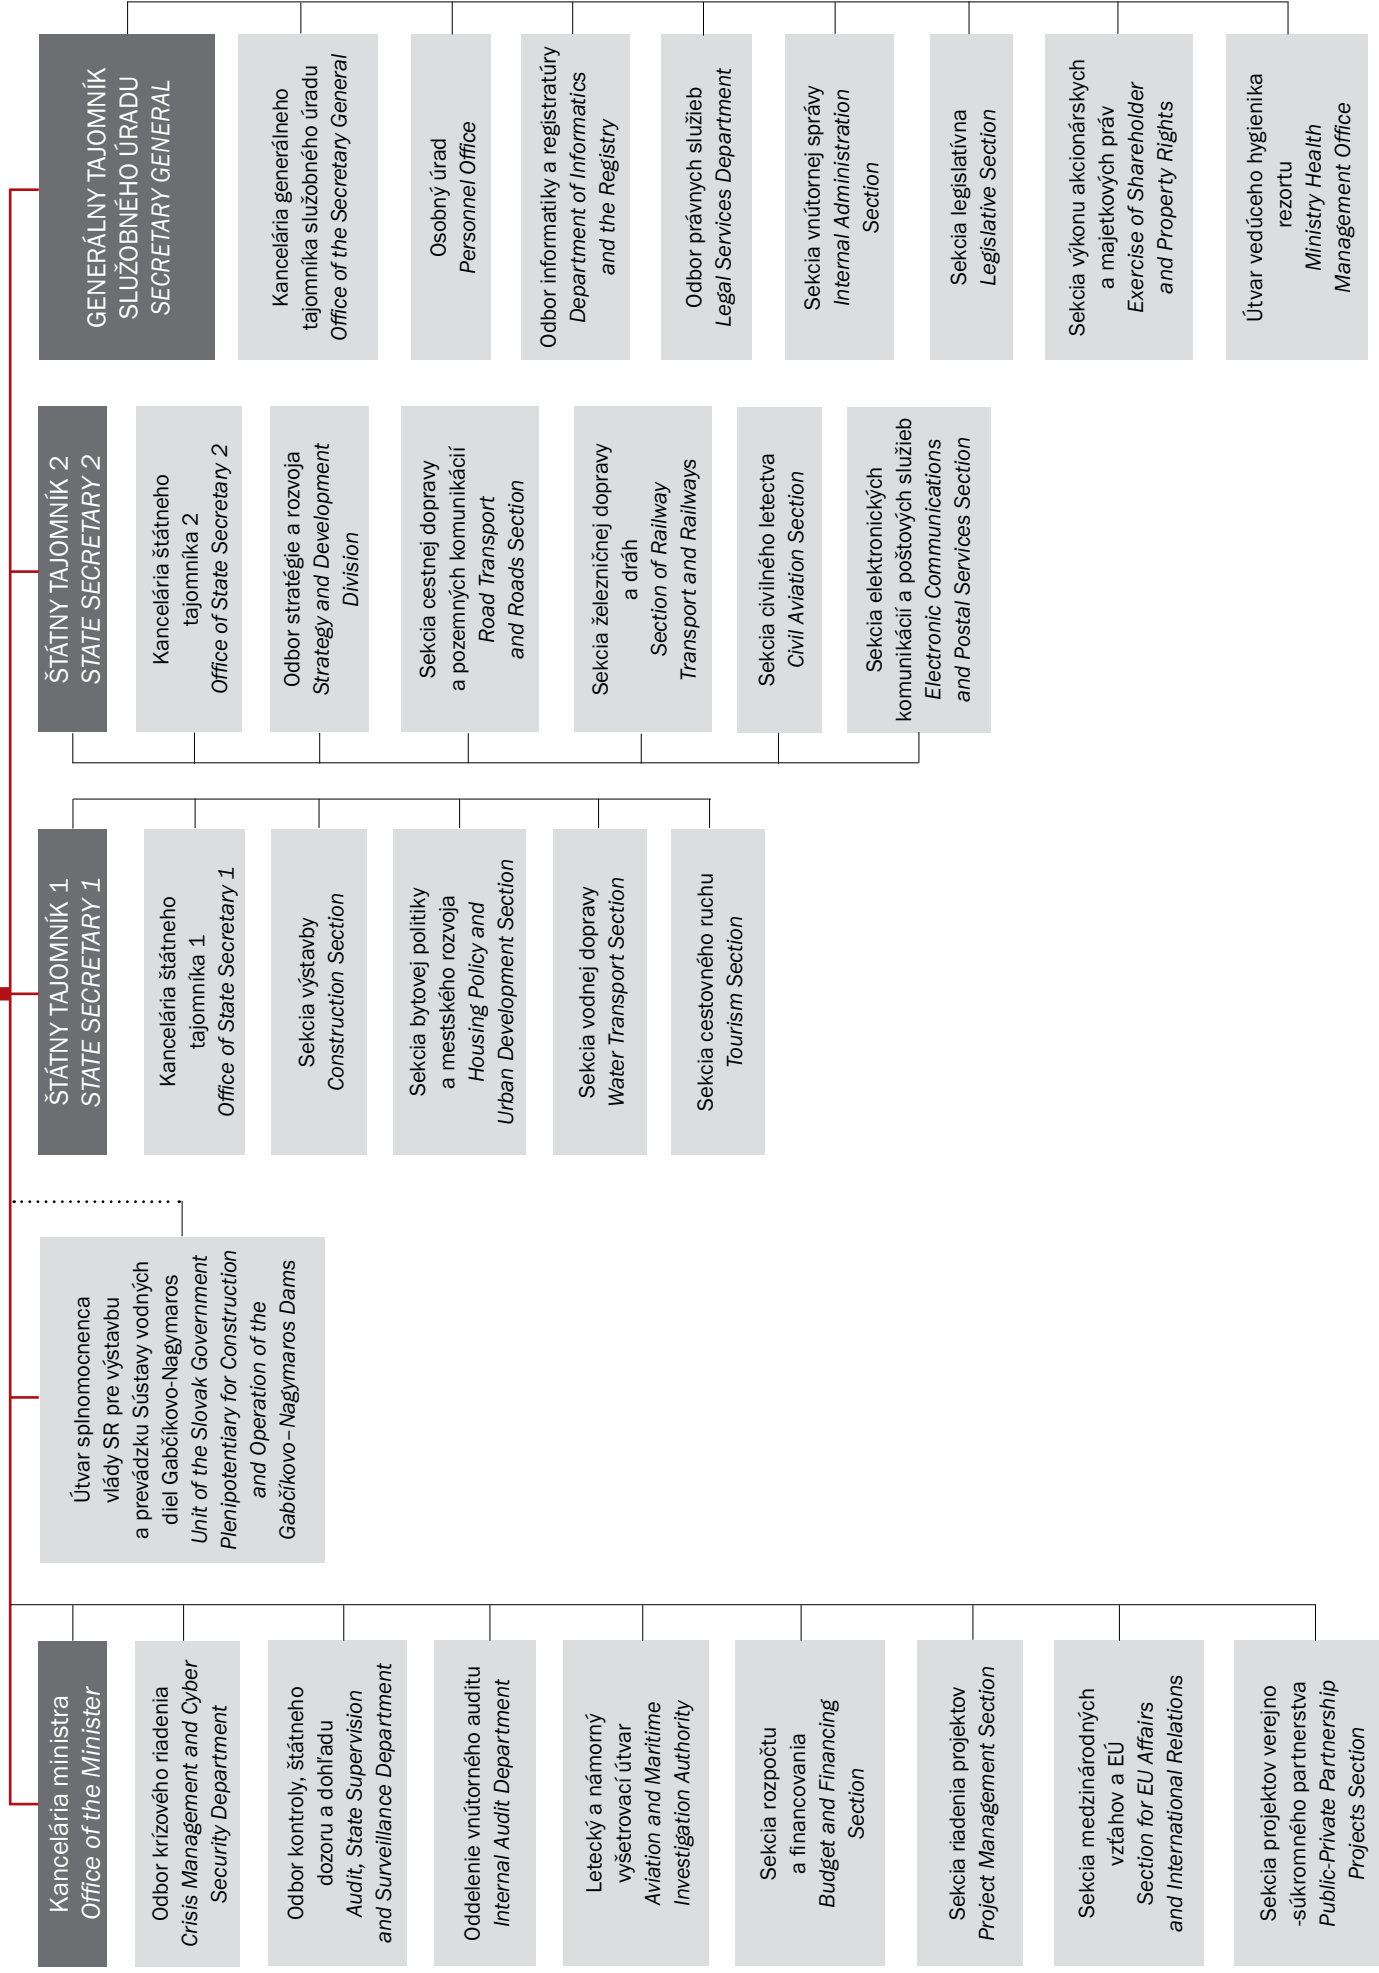 Kancelária ministra
Office of the Minister
Odbor krízového riadenia
Crisis Management and Cyber
Security Department
Odbor kontroly, štátneho
dozoru a dohľadu
Audit, State Supervision
and Surveillance Department
Oddelenie vnútorného auditu
Internal Audit Department
Letecký a námorný
vyšetrovací útvar
Aviation and Maritime
Investigation Authority
Sekcia rozpočtu
a financovania
Budget and Financing
Section
Sekcia riadenia projektov
Project Management Section
Sekcia medzinárodných
vzťahov a EÚ
Section for EU Affairs
and International Relations
Sekcia projektov verejno
-súkromného partnerstva
Public-Private Partnership
Projects Section
Útvar splnomocnenca
vlády SR pre výstavbu
a prevádzku Sústavy vodných
diel Gabčíkovo-Nagymaros
Unit of the Slovak Government
Plenipotentiary for Construction
and Operation of the
Gabčíkovo–Nagymaros Dams
ŠTÁTNY TAJOMNÍK 1
STATE SECRETARY 1
Kancelária štátneho
tajomníka 1
Office of State Secretary 1
Sekcia výstavby
Construction Section
Sekcia bytovej politiky
a mestského rozvoja
Housing Policy and
Urban Development Section
Sekcia vodnej dopravy
Water Transport Section
Sekcia cestovného ruchu
Tourism Section
ŠTÁTNY TAJOMNÍK 2
STATE SECRETARY 2
Kancelária štátneho
tajomníka 2
Office of State Secretary 2
Odbor stratégie a rozvoja
Strategy and Development
Division
Sekcia cestnej dopravy
a pozemných komunikácií
Road Transport
and Roads Section
Sekcia železničnej dopravy
a dráh
Section of Railway
Transport and Railways
Sekcia civilného letectva
Civil Aviation Section
Sekcia elektronických
komunikácií a poštových služieb
Electronic Communications
and Postal Services Section
GENERÁLNY TAJOMNÍK
SLUŽOBNÉHO ÚRADU
SECRETARY GENERAL
Kancelária generálneho
tajomníka služobného úradu
Office of the Secretary General
Osobný úrad
Personnel Office
Odbor informatiky a registratúry
Department of Informatics
and the Registry
Odbor právnych služieb
Legal Services Department
Sekcia vnútornej správy
Internal Administration
Section
Sekcia legislatívna
Legislative Section
Sekcia výkonu akcionárskych
a majetkových práv
Exercise of Shareholder
and Property Rights
Útvar vedúceho hygienika
rezortu
Ministry Health
Management Office